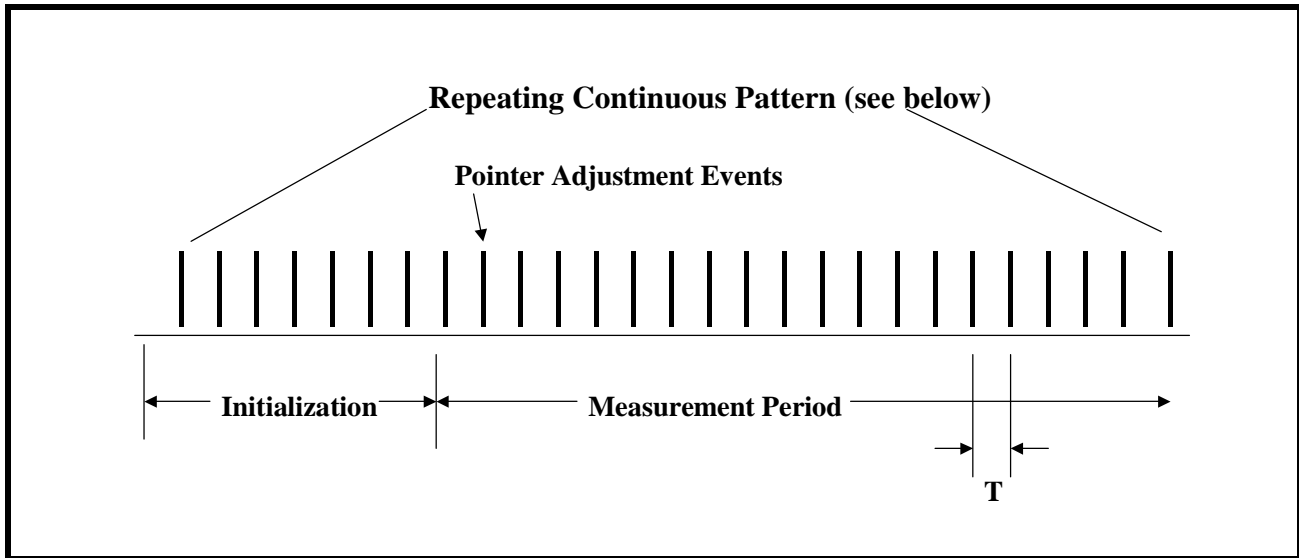 Repeating Continuous Pattern (see below)
Pointer Adjustment Events
Initialization
Measurement Period
T